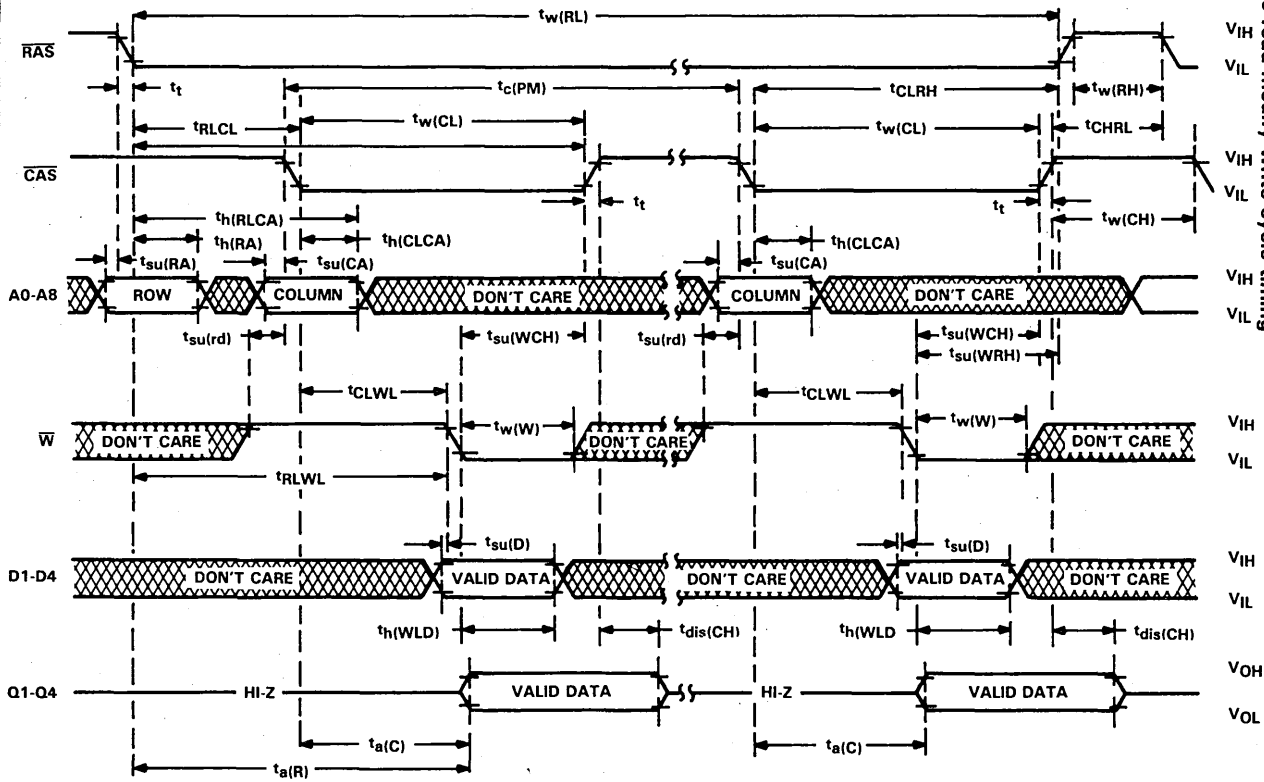 tw(RL)
RAS
VIH
VIL
tt
tc(PM)
tCLRH
tw(RH)
tRLCL
tw(CL)
tw(CL)
tCHRL
CAS
VIH
VIL
tt
tt
tw(CH)
th(RLCA)
th(RA)
th(CLCA)
th(CLCA)
tsu(RA)
tsu(CA)
tsu(CA)
A0-A8
ROW
COLUMN
DON'T CARE
COLUMN
DON'T CARE
VIH
VIL
tsu(rd)
tsu(WCH)
tsu(rd)
tsu(WCH)
tsu(WRH)
tCLWL
tCLWL
W
DON'T CARE
tw(W)
DON'T CARE
tw(W)
DON'T CARE
VIH
VIL
tRLWL
tsu(D)
tsu(D)
D1-D4
DON'T CARE
VALID DATA
DON'T CARE
VALID DATA
DON'T CARE
VIH
VIL
th(WLD)
tdis(CH)
th(WLD
tdis(CH)
Q1-Q4
HI-Z
VALID DATA
HI-Z
VALID DATA
VOH
VOL
ta(C)
ta(C)
ta(R)